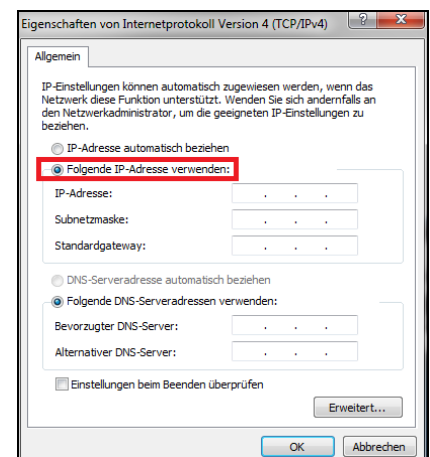 Eigenschaften von Internetprotokoll Version 4 (TCP/IPv4)
?
X
Allgemein
IP-Einstellungen können automatisch zugewiesen werden, wenn das
Netzwerk diese Funktion unterstützt. Wenden Sie sich andernfalls an
den Netzwerkadministrator, um die geeigneten IP-Einstellungen zu
beziehen.
IP-Adresse automatisch beziehen
Folgende IP-Adresse verwenden:
IP-Adresse: . . .
Subnetzmaske: . . .
Standardgateway: . . .
DNS-Serveradresse automatisch beziehen
Folgende DNS-Serveradressen verwenden:
Bevorzugter DNS-Server: . . .
Alternativer DNS-Server: . . .
Einstellungen beim Beenden überprüfen
Erweitert...
OK Abbrechen